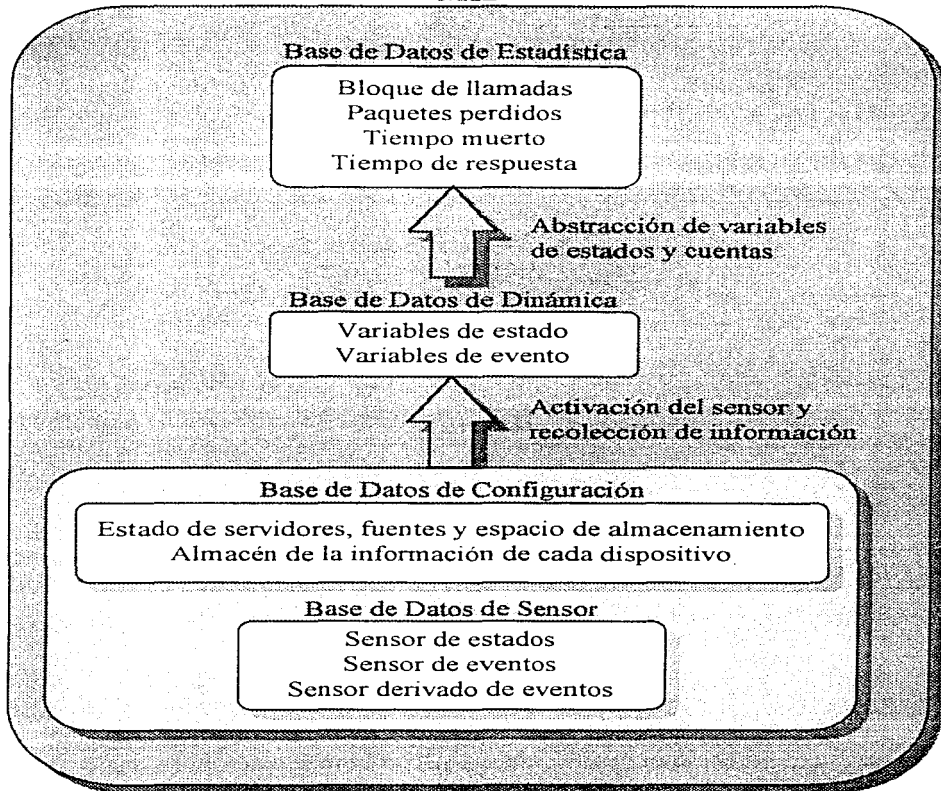 Base de Datos de Estadística
Bloque de llamadas
Paquetes perdidos
Tiempo muerto
Tiempo de respuesta
Abstracción de variables
de estados y cuentas
Base de Datos de Dinámica
Variables de estado
Variables de evento
Activación del sensor y
recolección de información
Base de Datos de Configuración
Estado de servidores, fuentes y espacio de almacenamiento
Almacén de la información de cada dispositivo
Base de Datos de Sensor
Sensor de estados
Sensor de eventos
Sensor derivado de eventos